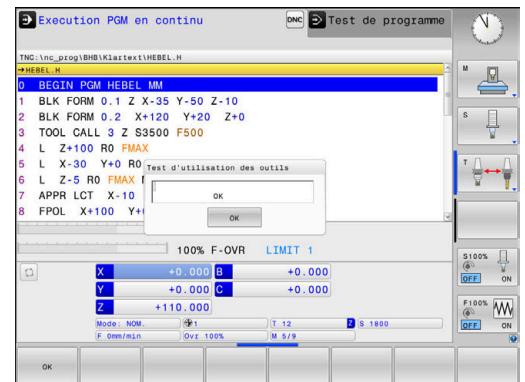 Execution PGM en continu
DNC
Test de programme
TNC:\nc_prog\BHB\Klartext\HEBEL.H
→HEBEL.H
0 BEGIN PGM HEBEL MM
1 BLK FORM 0.1 Z X-35 Y-50 Z-10
2 BLK FORM 0.2 X+120 Y+20 Z+0
3 TOOL CALL 3 Z S3500 F500
4 L Z+100 R0 FMAX
5 L X-30 Y+0 R0
6 L Z-5 R0 FMAX
7 APPR LCT X-10
8 FPOL X+100 Y+
Test d'utilisation des outils
OK
OK
100% F-OVR LIMIT 1
X +0.000 B +0.000
Y +0.000 C +0.000
Z +110.000
Mode: NOM. 1 T 12 Z S 1800
F 0mm/min Ovr 100% M 5/9
M
S
T
S100%
OFF ON
F100%
OFF ON
OK